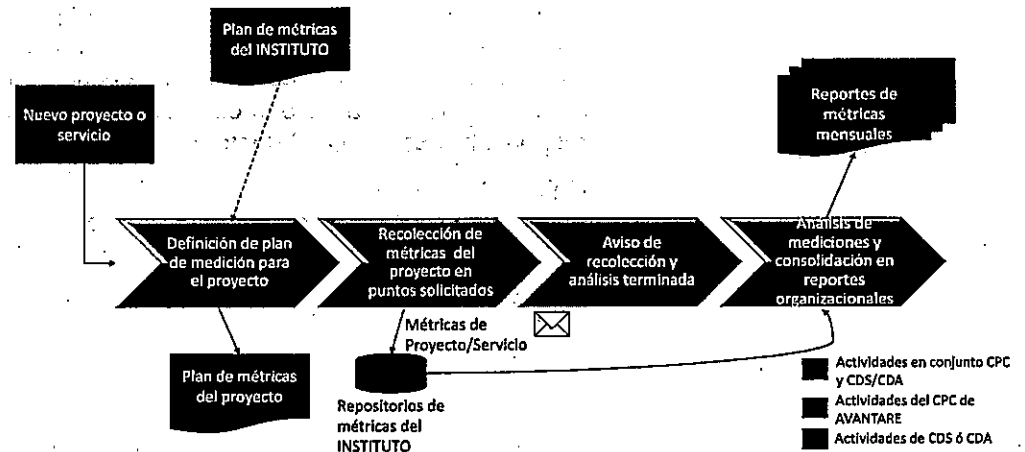 Plan de métricas
del INSTITUTO
Nuevo proyecto o
servicio
Reportes de
métricas
mensuales
Definición de plan
de medición para
el proyecto
Recolección de
métricas del
proyecto en
puntos solicitados
Aviso de
recolección y
análisis terminada
Análisis de
mediciones y
consolidación en
reportes
organizacionales
Métricas de
Proyecto/Servicio
Plan de métricas
del proyecto
Repositorios de
métricas del
INSTITUTO
Actividades en conjunto CPC
y CDS/CDA
Actividades del CPC de
AVANTARE
Actividades de CDS ó CDA